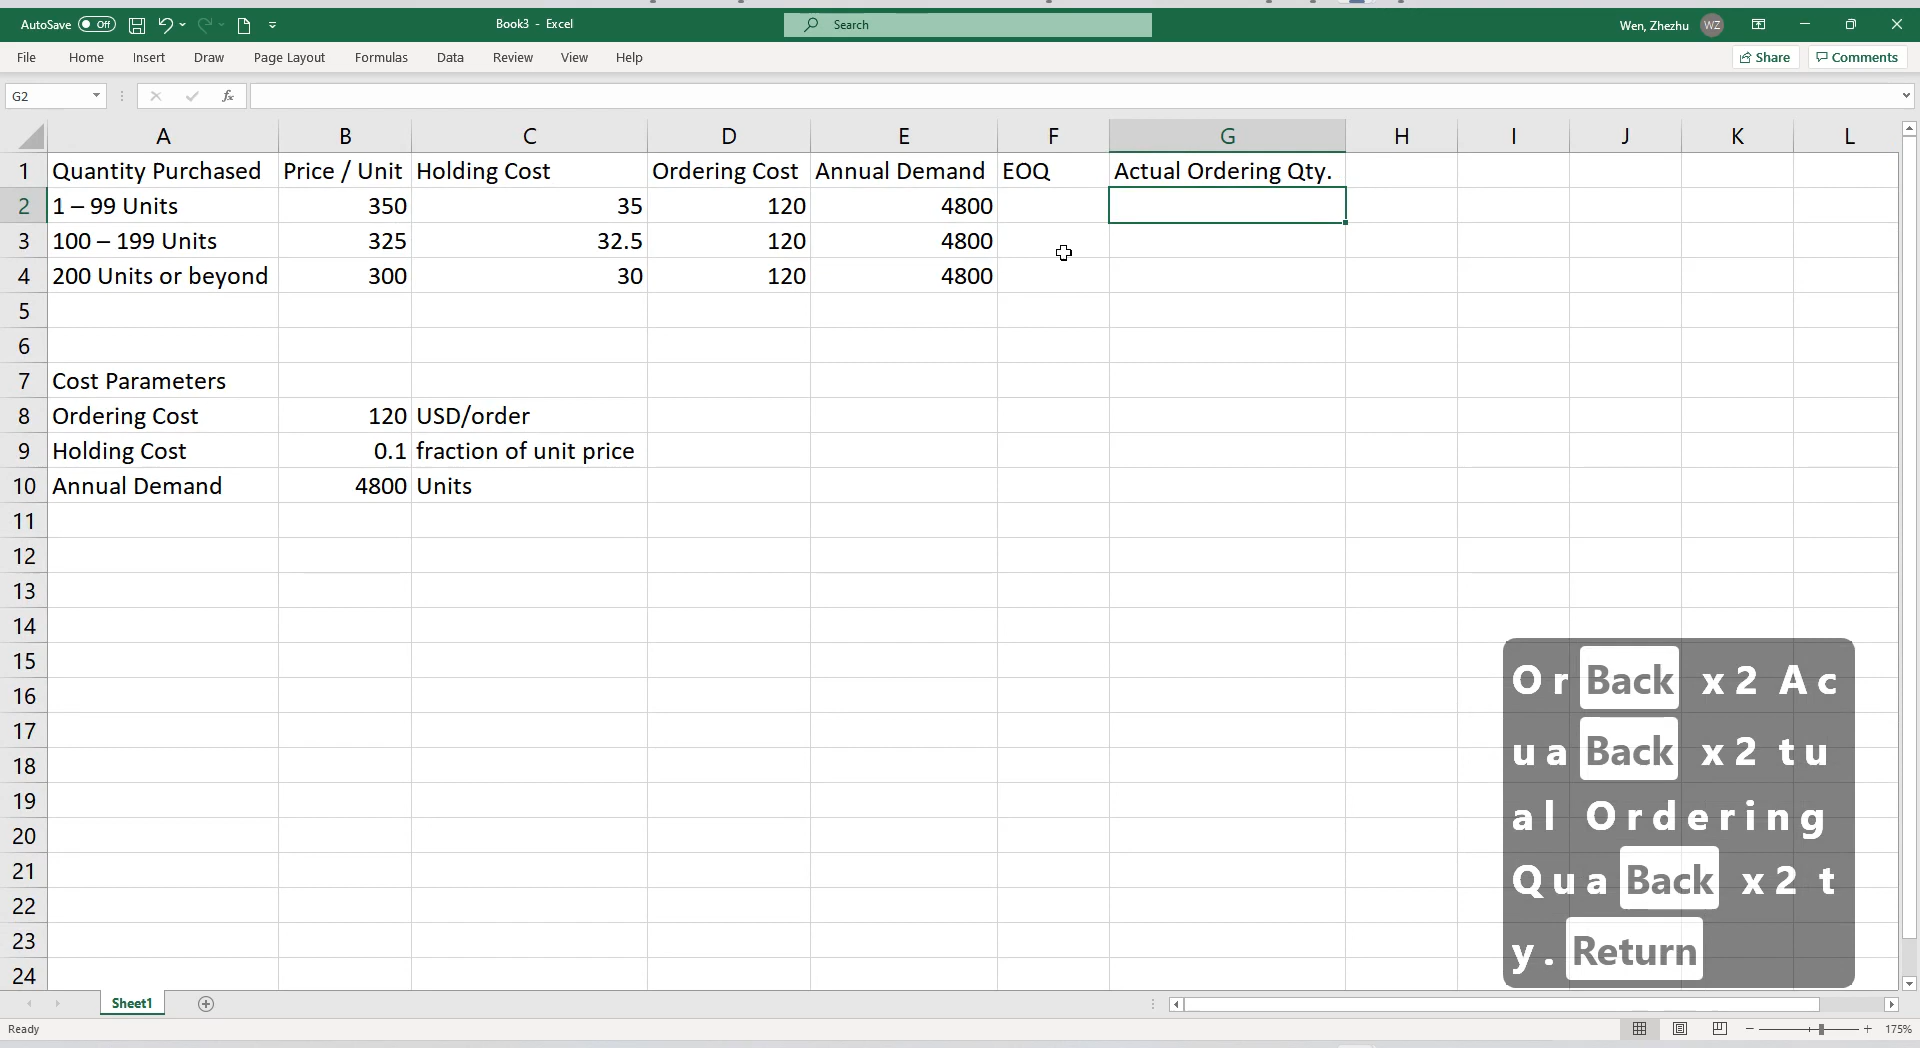 AutoSave Off Book3 - Excel Search Wen, Zhezhu WZ
File Home Insert Draw Page Layout Formulas Data Review View Help Share Comments
G2 fx
A B C D E F G H I J K L
1 Quantity Purchased Price / Unit Holding Cost Ordering Cost Annual Demand EOQ Actual Ordering Qty.
2 1 – 99 Units 350 35 120 4800
3 100 – 199 Units 325 32.5 120 4800
4 200 Units or beyond 300 30 120 4800
5
6
7 Cost Parameters
8 Ordering Cost 120 USD/order
9 Holding Cost 0.1 fraction of unit price
10 Annual Demand 4800 Units
11
12
13
14
15
16
17
18
19
20
21
22
23
24
Or Back x2 Ac
ua Back x2 tu
al Ordering
Qua Back x2 t
y. Return
Sheet1
Ready 175%